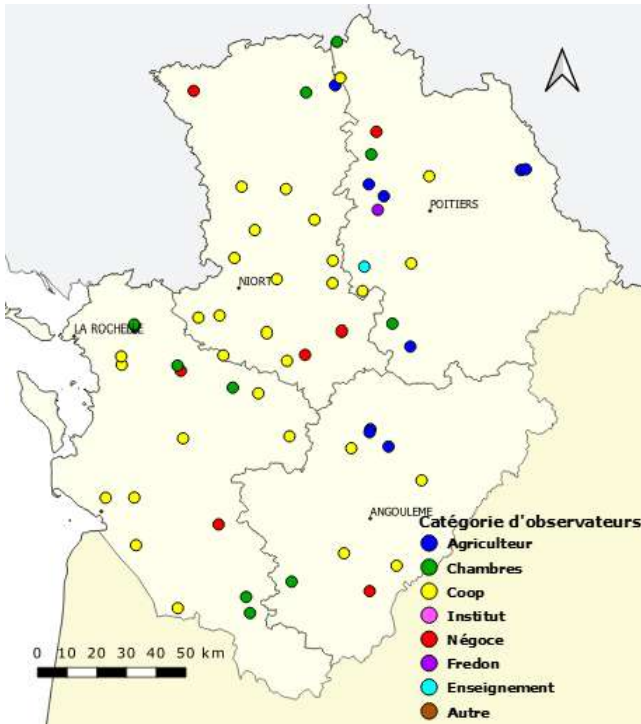 POITIERS
NIORT
LA ROCHELLE
ANGOULEME
Catégorie d'observateurs
Agriculteur
Chambres
Coop
Institut
Négoce
Fredon
Enseignement
Autre
0 10 20 30 40 50 km